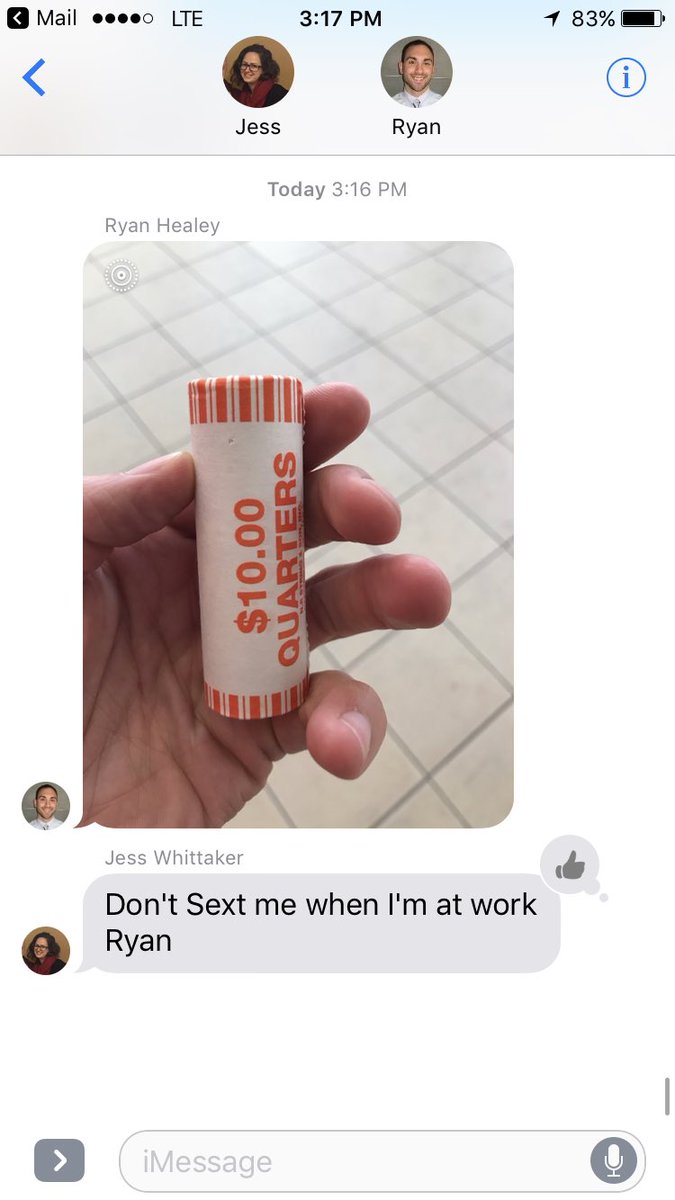 Mail LTE 3:17 PM 83%
Jess Ryan
Today 3:16 PM
Ryan Healey
$10.00
QUARTERS
Jess Whittaker
Don't Sext me when I'm at work
Ryan
iMessage